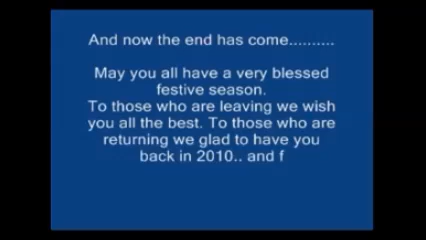 And now the end has come..........
May you all have a very blessed
festive season.
To those who are leaving we wish
you all the best. To those who are
returning we glad to have you
back in 2010.. and f